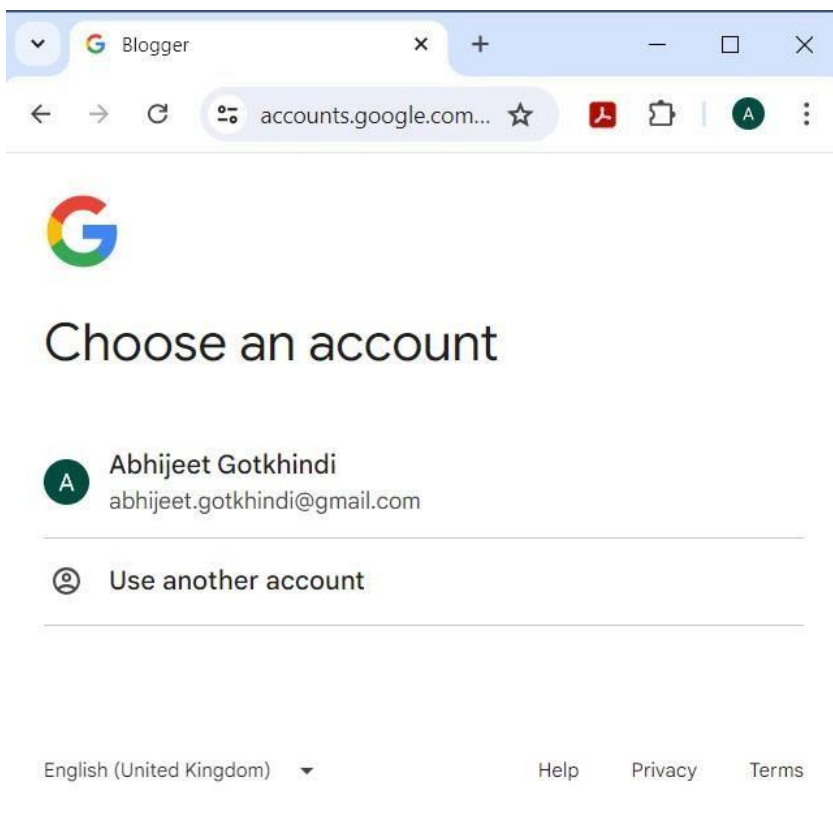 Blogger
accounts.google.com...
A
Choose an account
A
Abhijeet Gotkhindi
abhijeet.gotkhindi@gmail.com
Use another account
English (United Kingdom) Help Privacy Terms